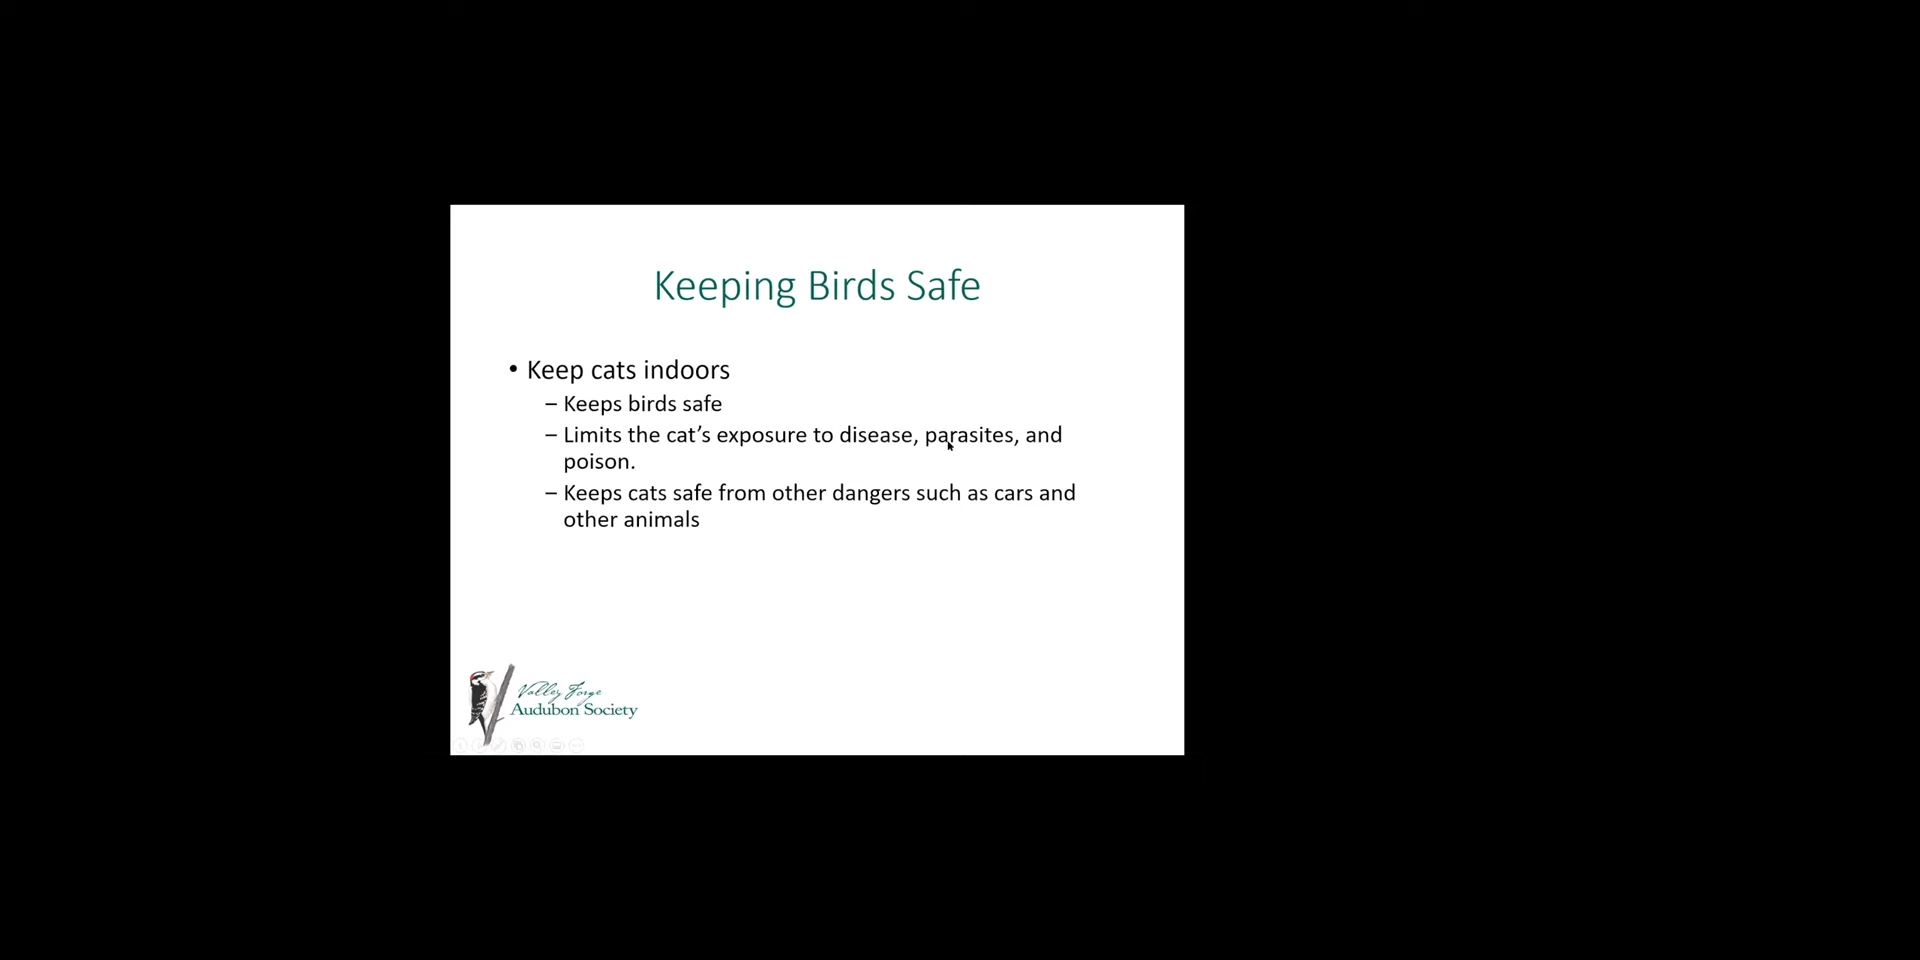 Keeping Birds Safe
• Keep cats indoors
– Keeps birds safe
– Limits the cat’s exposure to disease, parasites, and
poison.
– Keeps cats safe from other dangers such as cars and
other animals
Valley Forge
Audubon Society